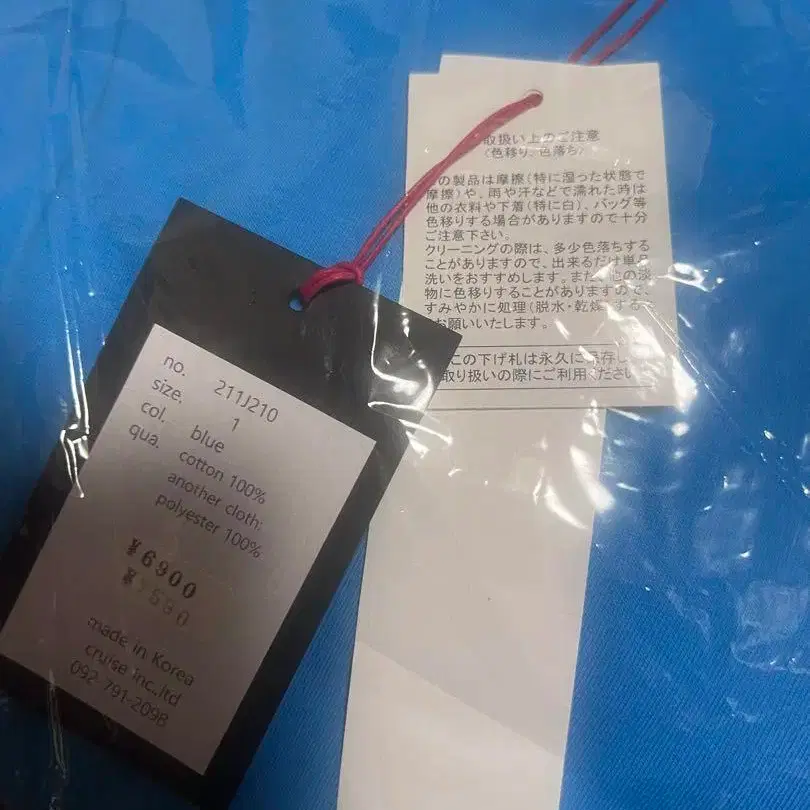 no. 211J210
size. 1
col. blue
qua. cotton 100%
another cloth:
polyester 100%
¥6900
made in Korea
cruise inc.,ltd
092-791-2098
取扱い上のご注意
〈色移り、色落ち〉
の製品は摩擦(特に湿った状態で
摩擦)や、雨や汗などで濡れた時は
他の衣料や下着(特に白)、バッグ等
色移りする場合がありますので十分
ご注意下さい。
クリーニングの際は、多少色落ちする
ことがありますので、出来るだけ単品
洗いをおすすめします。また、他の淡
物に色移りすることがありますので、
すみやかに処理(脱水・乾燥)する
お願いいたします。
この下げ札は永久に保存し
取り扱いの際にご利用ください